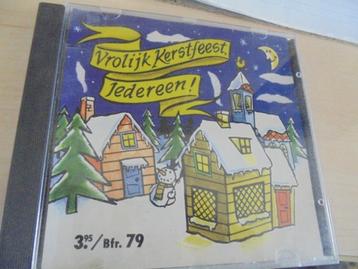 Vrolijk Kerstfeest
Iedereen!
3.95/Bfr. 79